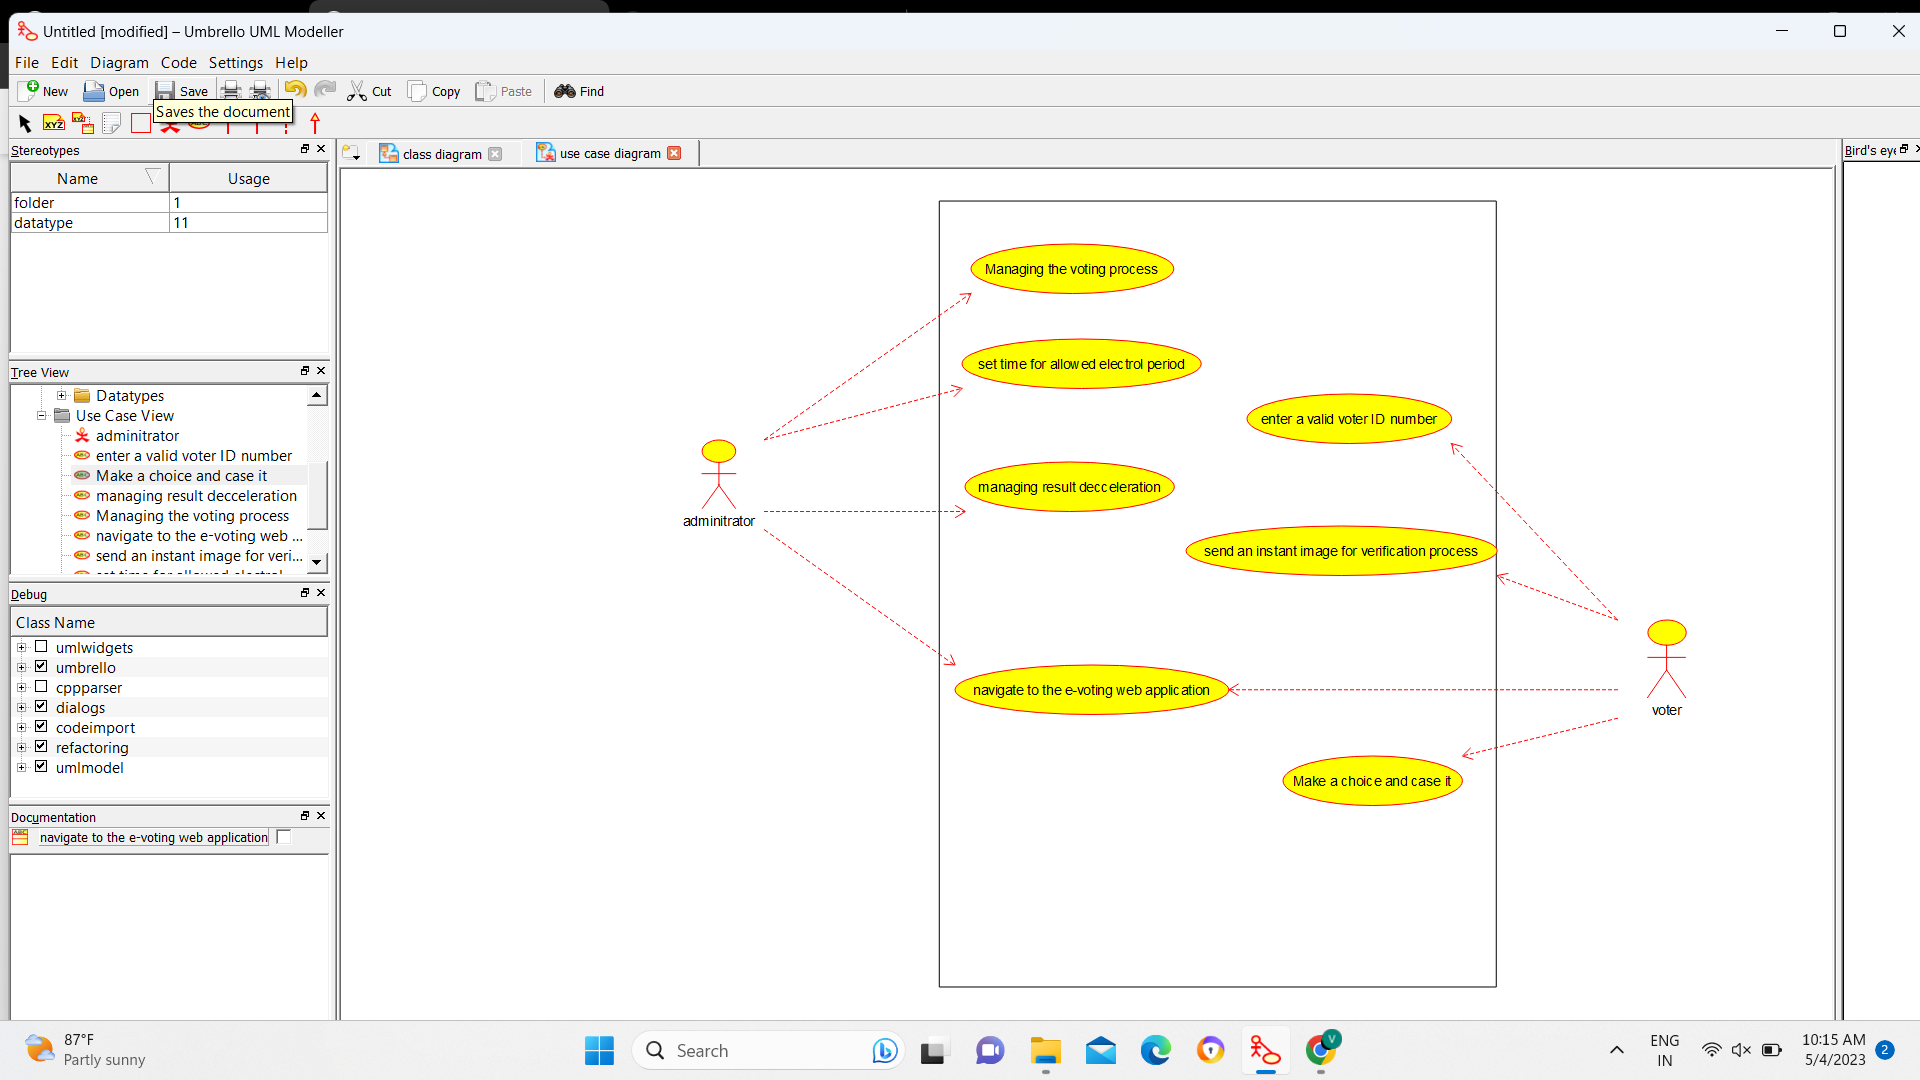 Untitled [modified] – Umbrello UML Modeller
File Edit Diagram Code Settings Help
New Open Save Cut Copy Paste Find
Saves the document
XYZ
Stereotypes
Name Usage
folder 1
datatype 11
Tree View
Datatypes
Use Case View
adminitrator
enter a valid voter ID number
Make a choice and case it
managing result decceleration
Managing the voting process
navigate to the e-voting web ...
send an instant image for veri...
Debug
Class Name
umlwidgets
umbrello
cppparser
dialogs
codeimport
refactoring
umlmodel
Documentation
navigate to the e-voting web application
class diagram use case diagram
Bird's eye
Managing the voting process
set time for allowed electrol period
enter a valid voter ID number
managing result decceleration
adminitrator
send an instant image for verification process
navigate to the e-voting web application
voter
Make a choice and case it
87°F
Partly sunny
Search
V
ENG
IN
10:15 AM
5/4/2023
2